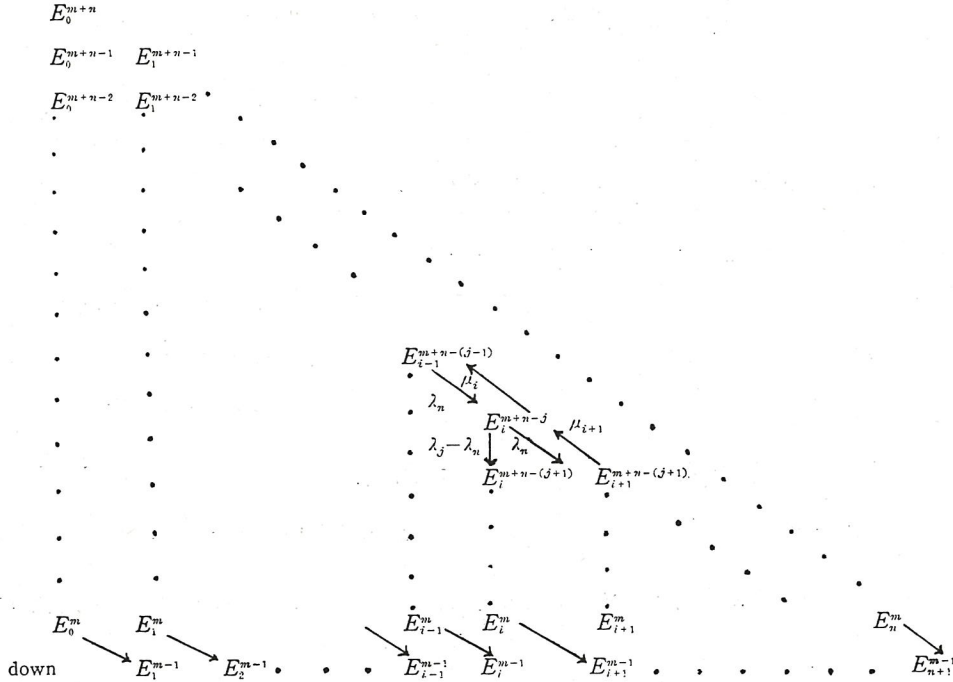 E_0^{m+n}
E_0^{m+n-1} E_1^{m+n-1}
E_0^{m+n-2} E_1^{m+n-2}
E_{i-1}^{m+n-(j-1)}
μ_i
λ_n
E_i^{m+n-j} μ_{i+1}
λ_j-λ_n λ_n
E_i^{m+n-(j+1)} E_{i+1}^{m+n-(j+1)}
E_0^m E_1^m E_{i-1}^m E_i^m E_{i+1}^m E_n^m
down E_1^{m-1} E_2^{m-1} E_{i-1}^{m-1} E_i^{m-1} E_{i+1}^{m-1} E_{n+1}^{m-1}